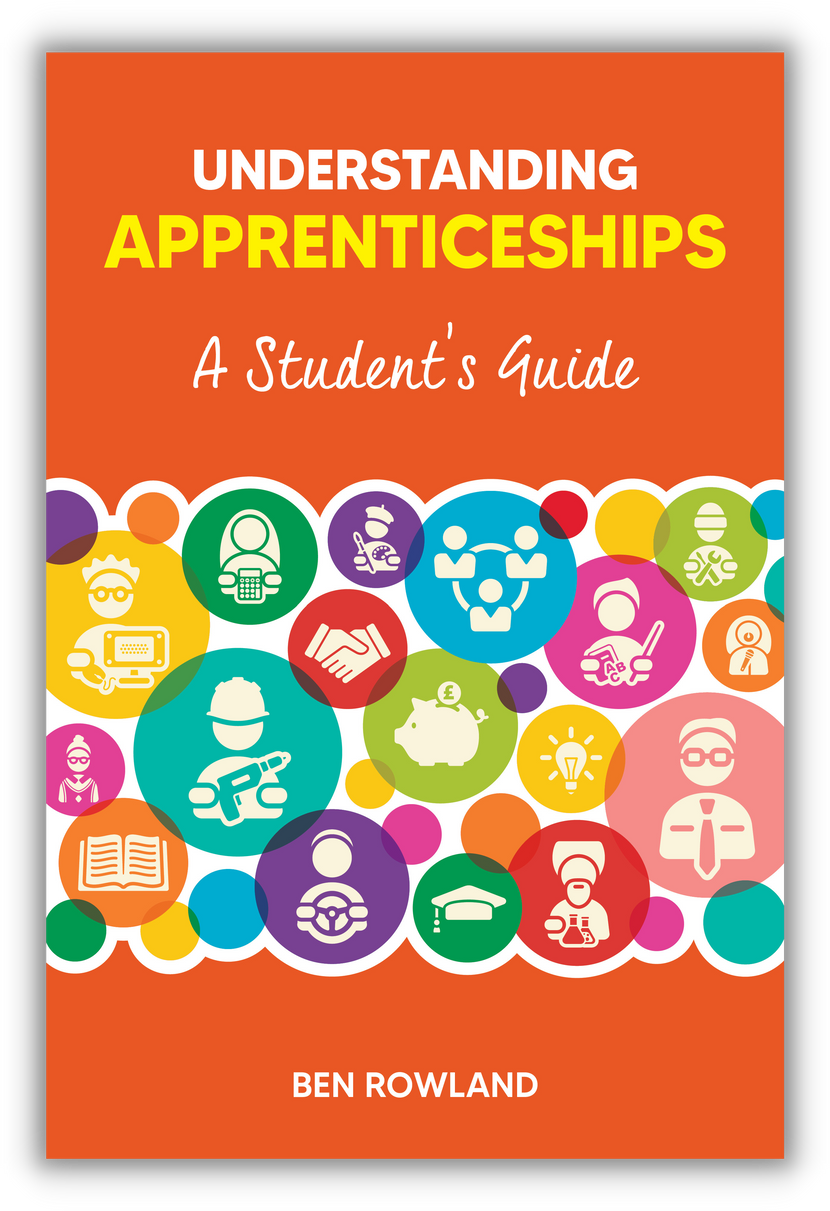 UNDERSTANDING
APPRENTICESHIPS
A Student's Guide
£
A B
C
BEN ROWLAND